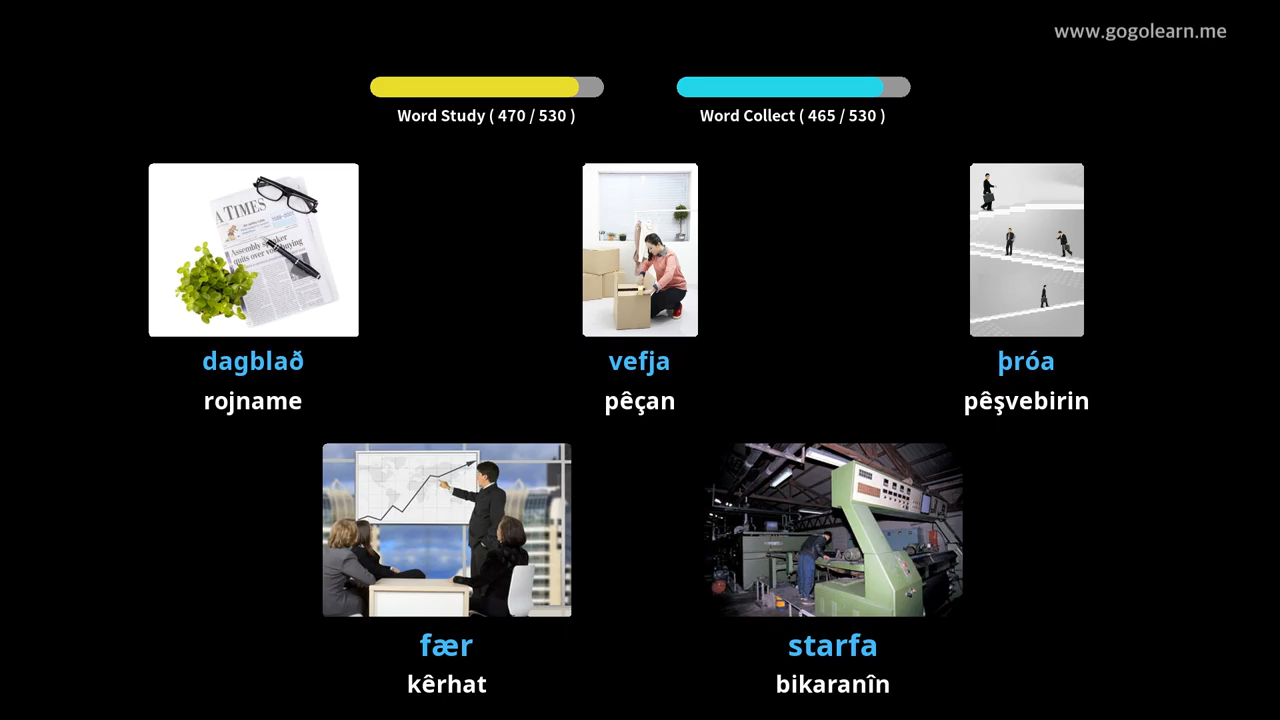 www.gogolearn.me
Word Study ( 470 / 530 )
Word Collect ( 465 / 530 )
A TIMES
dagblað
rojname
vefja
pêçan
þróa
pêşvebirin
fær
kêrhat
starfa
bikaranîn